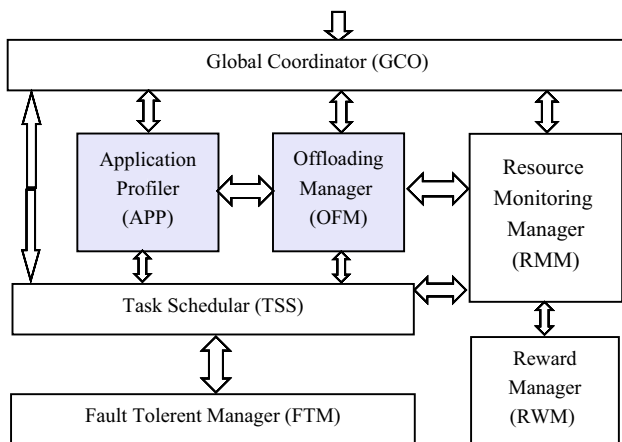 Global Coordinator (GCO)
Application
Profiler
(APP)
Offloading
Manager
(OFM)
Resource
Monitoring
Manager
(RMM)
Task Schedular (TSS)
Reward
Manager
(RWM)
Fault Tolerent Manager (FTM)